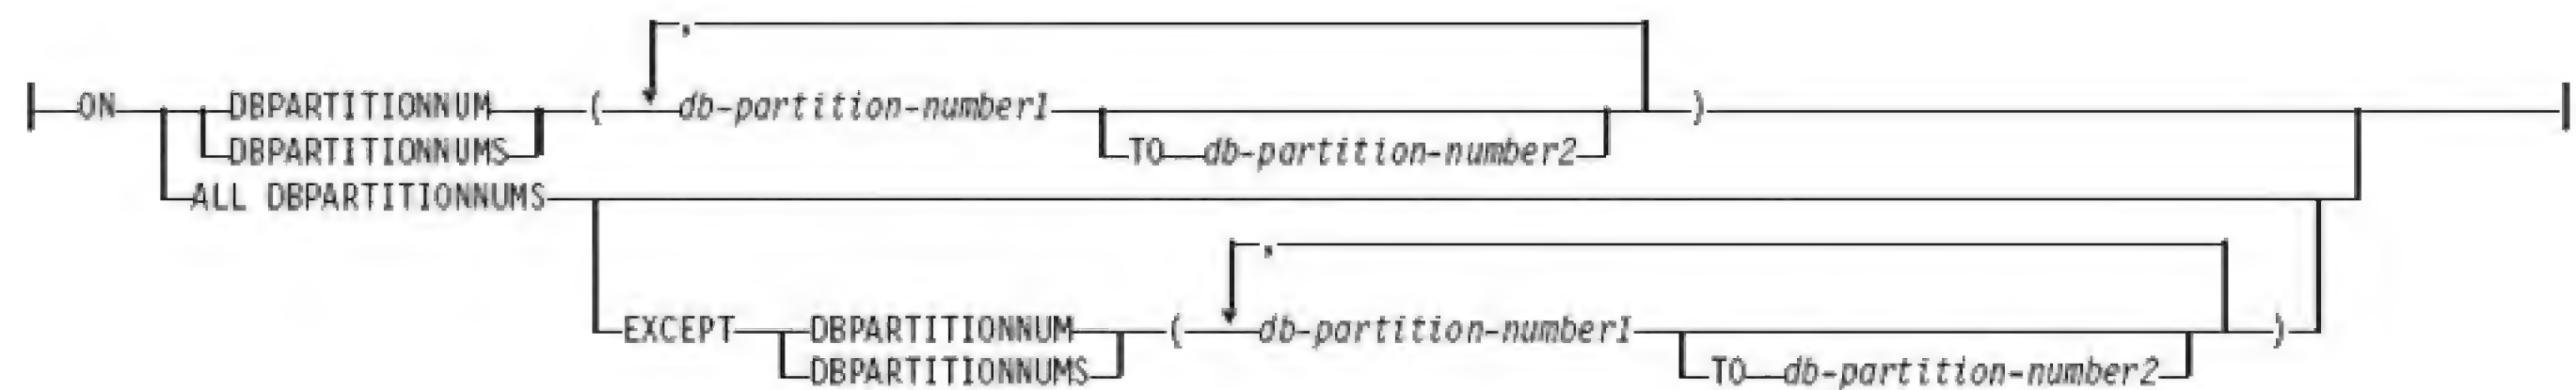 ,
ON DBPARTITIONNUM ( db-partition-number1 )
DBPARTITIONNUMS TO db-partition-number2
ALL DBPARTITIONNUMS
,
EXCEPT DBPARTITIONNUM ( db-partition-number1 )
DBPARTITIONNUMS TO db-partition-number2